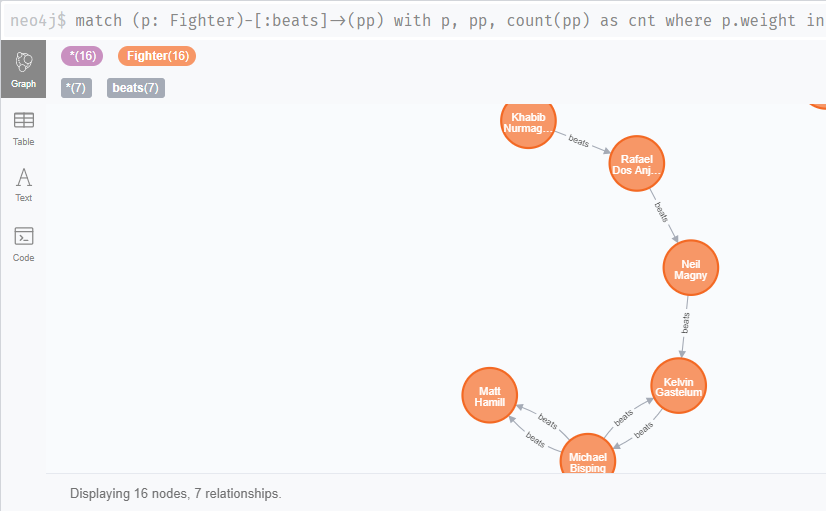 neo4j$ match (p: Fighter)-[:beats]->(pp) with p, pp, count(pp) as cnt where p.weight in
*(16) Fighter(16)
*(7) beats(7)
Graph
Table
Text
Code
Khabib
Nurmag...
beats
Rafael
Dos Anj...
beats
Neil
Magny
beats
Kelvin
Gastelum
beats
beats
Matt
Hamill
beats
beats
Michael
Bisping
Displaying 16 nodes, 7 relationships.